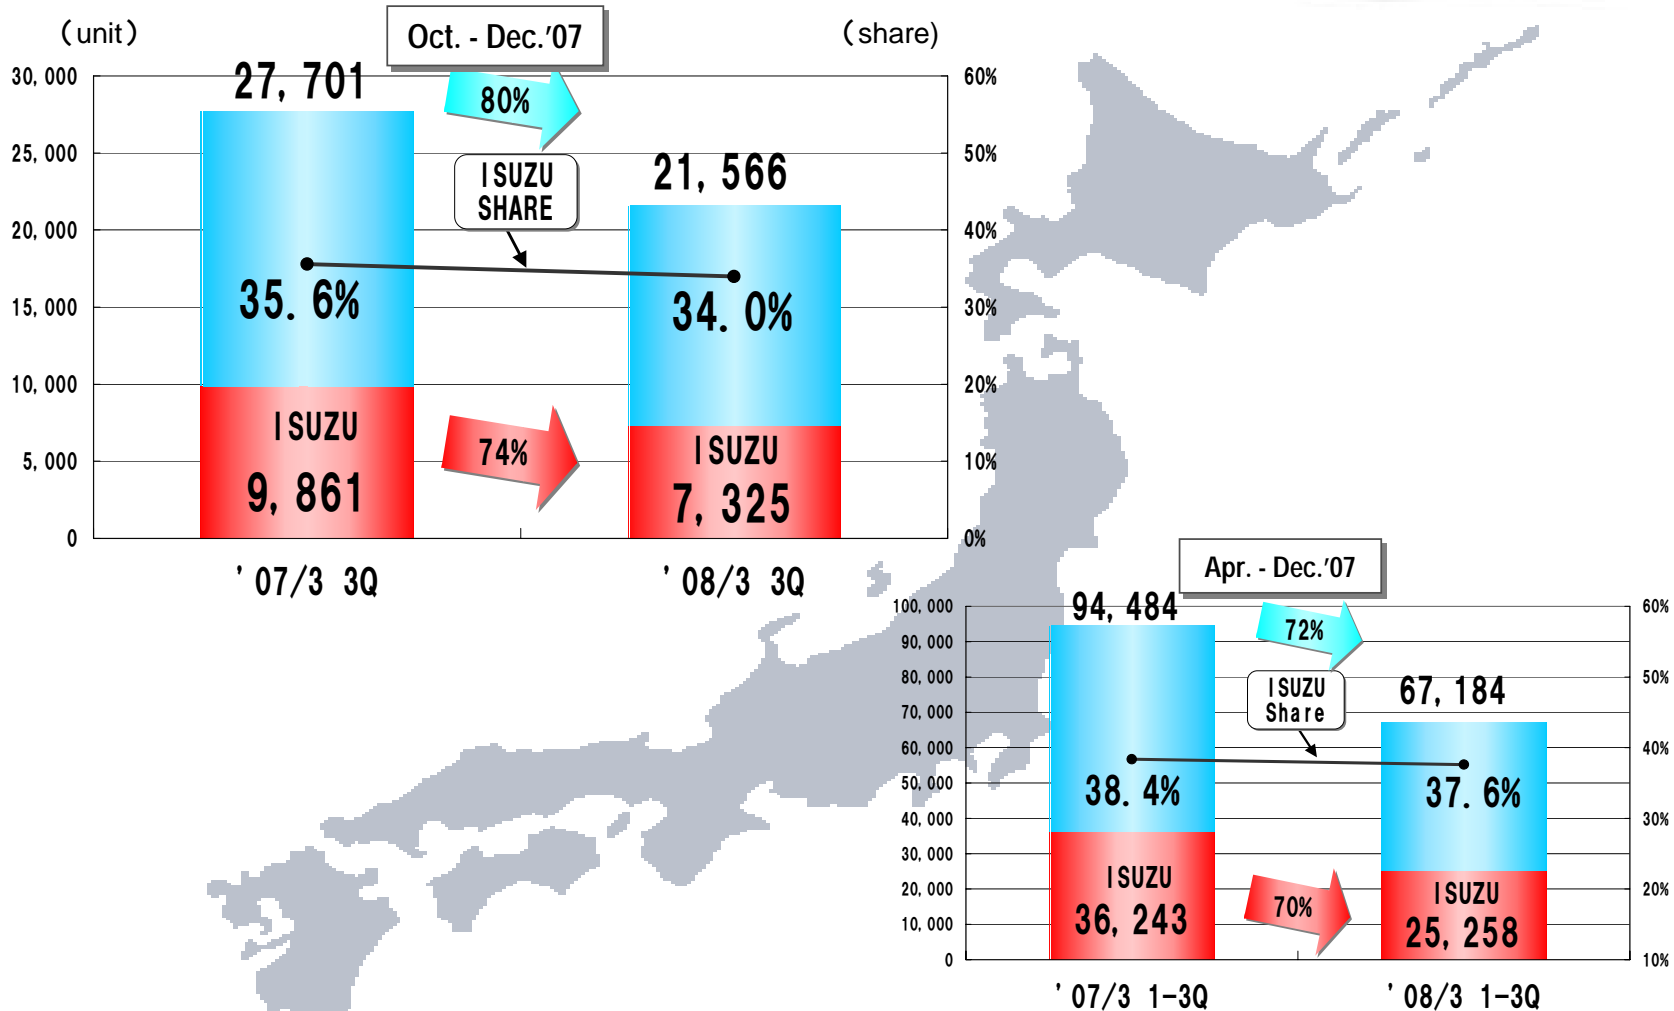 （unit）
Oct. - Dec.'07
（share)
30,000
27,701
80%
60%
25,000
ISUZU
SHARE
21,566
50%
20,000
40%
15,000
35.6%
34.0%
30%
10,000
20%
ISUZU
9,861
74%
ISUZU
7,325
5,000
10%
0
0%
'07/3 3Q
'08/3 3Q
Apr. - Dec.'07
100,000
94,484
72%
60%
90,000
80,000
ISUZU
Share
67,184
50%
70,000
60,000
40%
50,000
38.4%
37.6%
40,000
30%
30,000
20,000
ISUZU
36,243
70%
ISUZU
25,258
20%
10,000
0
10%
'07/3 1-3Q
'08/3 1-3Q